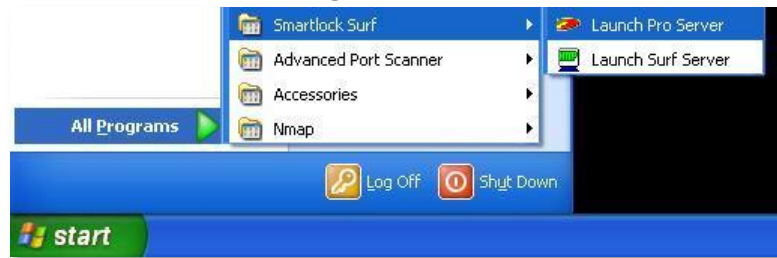 Smartlock Surf
Launch Pro Server
Advanced Port Scanner
Launch Surf Server
Accessories
All Programs
Nmap
Log Off
Shut Down
start